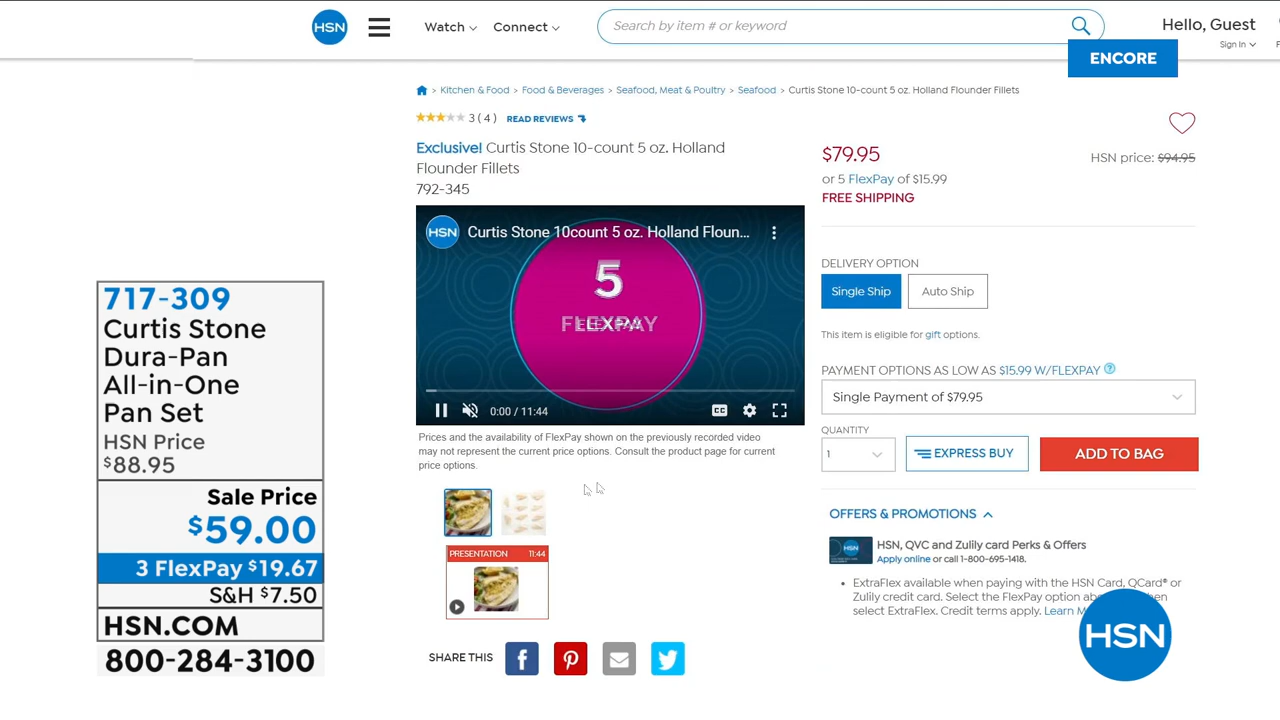 HSN
Watch
Connect
Search by item # or keyword
Hello, Guest
Sign In
ENCORE
> Kitchen & Food > Food & Beverages > Seafood, Meat & Poultry > Seafood > Curtis Stone 10-count 5 oz. Holland Flounder Fillets
3 ( 4 ) READ REVIEWS
Exclusive! Curtis Stone 10-count 5 oz. Holland
Flounder Fillets
792-345
HSN
Curtis Stone 10count 5 oz. Holland Floun...
5
FLEXPAY
0:00 / 11:44
CC
Prices and the availability of FlexPay shown on the previously recorded video
may not represent the current price options. Consult the product page for current
price options.
PRESENTATION 11:44
SHARE THIS
$79.95
HSN price: $94.95
or 5 FlexPay of $15.99
FREE SHIPPING
DELIVERY OPTION
Single Ship
Auto Ship
This item is eligible for gift options.
PAYMENT OPTIONS AS LOW AS $15.99 W/FLEXPAY ?
Single Payment of $79.95
QUANTITY
1
EXPRESS BUY
ADD TO BAG
OFFERS & PROMOTIONS
HSN
HSN, QVC and Zulily card Perks & Offers
Apply online or call 1-800-695-1418.
• ExtraFlex available when paying with the HSN Card, QCard® or
Zulily credit card. Select the FlexPay option
select ExtraFlex. Credit terms apply. Learn
HSN
717-309
Curtis Stone
Dura-Pan
All-in-One
Pan Set
HSN Price
$88.95
Sale Price
$59.00
3 FlexPay $19.67
S&H $7.50
HSN.COM
800-284-3100